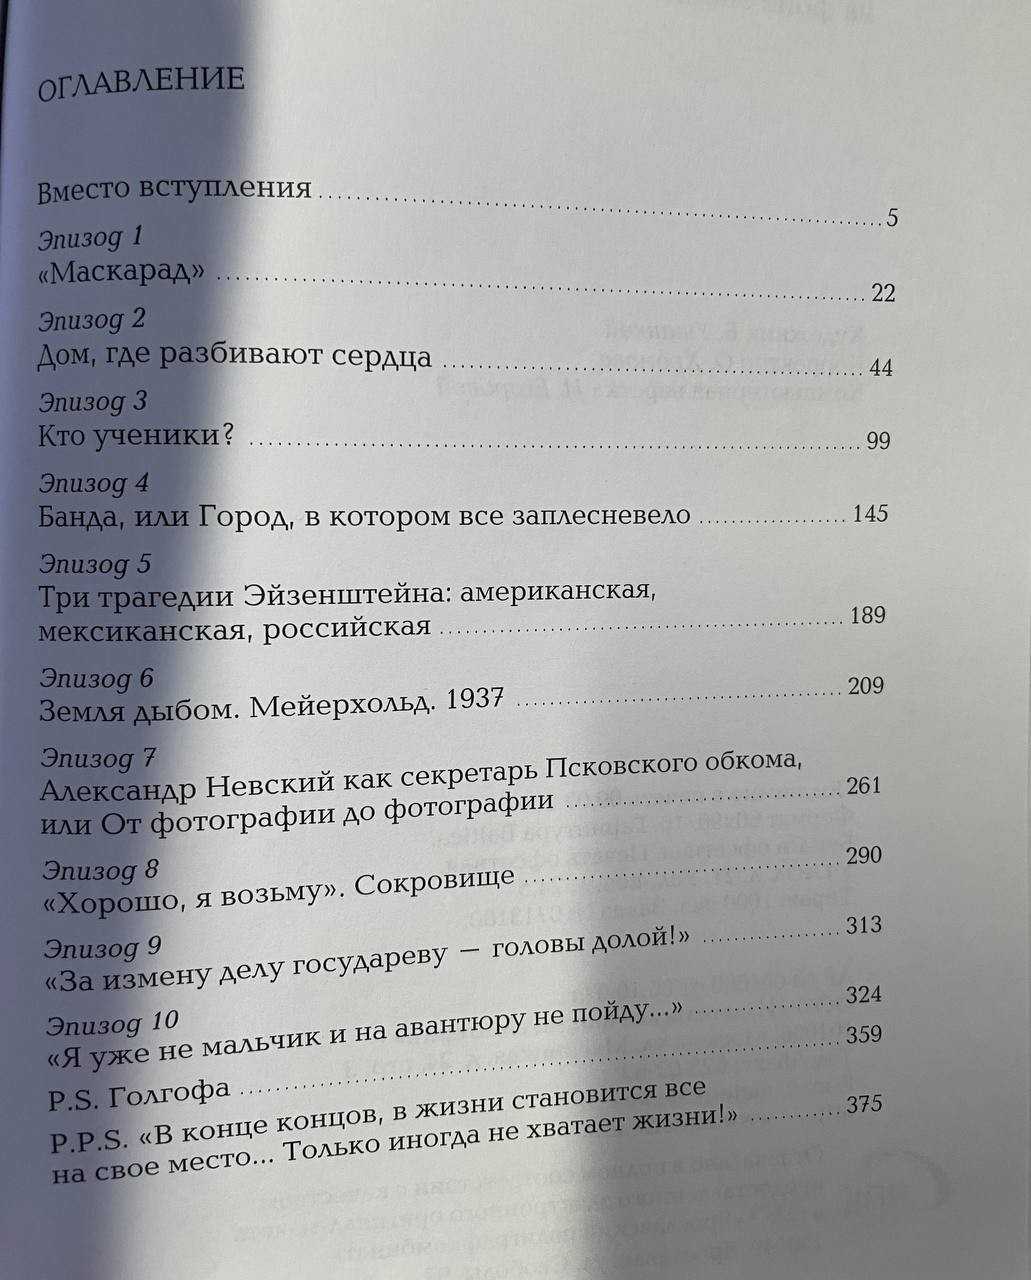 ОГЛАВЛЕНИЕ
Вместо вступления 5
Эпизод 1
«Маскарад» 22
Эпизод 2
Дом, где разбивают сердца 44
Эпизод 3
Кто ученики? 99
Эпизод 4
Банда, или Город, в котором все заплесневело 145
Эпизод 5
Три трагедии Эйзенштейна: американская,
мексиканская, российская 189
Эпизод 6
Земля дыбом. Мейерхольд. 1937 209
Эпизод 7
Александр Невский как секретарь Псковского обкома,
или От фотографии до фотографии 261
Эпизод 8
«Хорошо, я возьму». Сокровище 290
Эпизод 9
«За измену делу государеву — головы долой!» 313
Эпизод 10
«Я уже не мальчик и на авантюру не пойду...» 324
P.S. Голгофа 359
P.P.S. «В конце концов, в жизни становится все
на свое место... Только иногда не хватает жизни!» 375